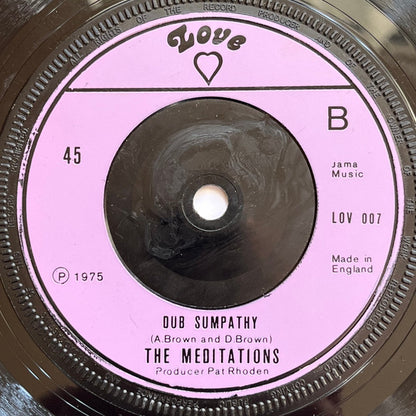 Love
B
45
Jama
Music
LOV 007
Made in
England
℗ 1975
DUB SUMPATHY
(A.Brown and D.Brown)
THE MEDITATIONS
Producer Pat Rhoden